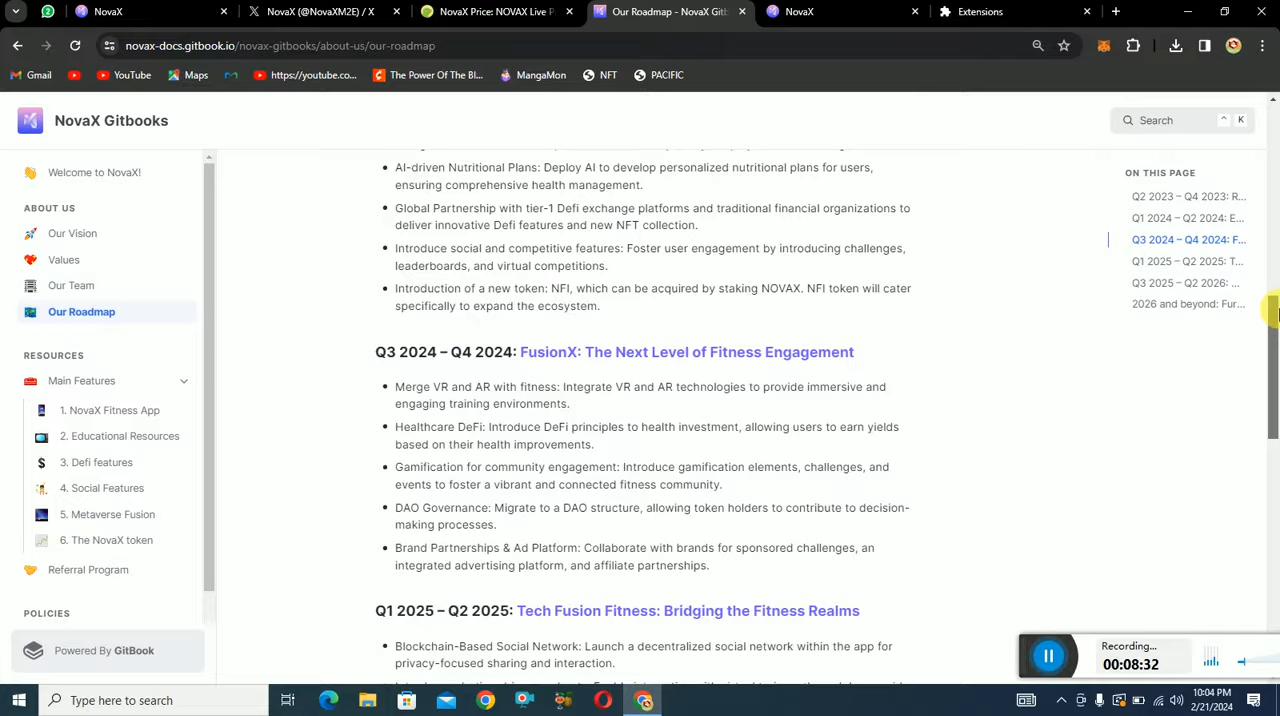 NovaX
NovaX (@NovaXM2E) / X
NovaX Price: NOVAX Live P
Our Roadmap - NovaX GitB
NovaX
Extensions
novax-docs.gitbook.io/novax-gitbooks/about-us/our-roadmap
Gmail
YouTube
Maps
https://youtube.co...
The Power Of The Bl...
MangaMon
NFT
PACIFIC
NovaX Gitbooks
Search
^ K
Welcome to NovaX!
ABOUT US
Our Vision
Values
Our Team
Our Roadmap
RESOURCES
Main Features
1. NovaX Fitness App
2. Educational Resources
3. Defi features
4. Social Features
5. Metaverse Fusion
6. The NovaX token
Referral Program
POLICIES
Powered By GitBook
AI-driven Nutritional Plans: Deploy AI to develop personalized nutritional plans for users,
ensuring comprehensive health management.
Global Partnership with tier-1 Defi exchange platforms and traditional financial organizations to
deliver innovative Defi features and new NFT collection.
Introduce social and competitive features: Foster user engagement by introducing challenges,
leaderboards, and virtual competitions.
Introduction of a new token: NFI, which can be acquired by staking NOVAX. NFI token will cater
specifically to expand the ecosystem.
Q3 2024 – Q4 2024: FusionX: The Next Level of Fitness Engagement
Merge VR and AR with fitness: Integrate VR and AR technologies to provide immersive and
engaging training environments.
Healthcare DeFi: Introduce DeFi principles to health investment, allowing users to earn yields
based on their health improvements.
Gamification for community engagement: Introduce gamification elements, challenges, and
events to foster a vibrant and connected fitness community.
DAO Governance: Migrate to a DAO structure, allowing token holders to contribute to decision-
making processes.
Brand Partnerships & Ad Platform: Collaborate with brands for sponsored challenges, an
integrated advertising platform, and affiliate partnerships.
Q1 2025 – Q2 2025: Tech Fusion Fitness: Bridging the Fitness Realms
Blockchain-Based Social Network: Launch a decentralized social network within the app for
privacy-focused sharing and interaction.
ON THIS PAGE
Q2 2023 – Q4 2023: R...
Q1 2024 – Q2 2024: E...
Q3 2024 – Q4 2024: F...
Q1 2025 – Q2 2025: T...
Q3 2025 – Q2 2026: ...
2026 and beyond: Fur...
Recording...
00:08:32
Type here to search
10:04 PM
2/21/2024